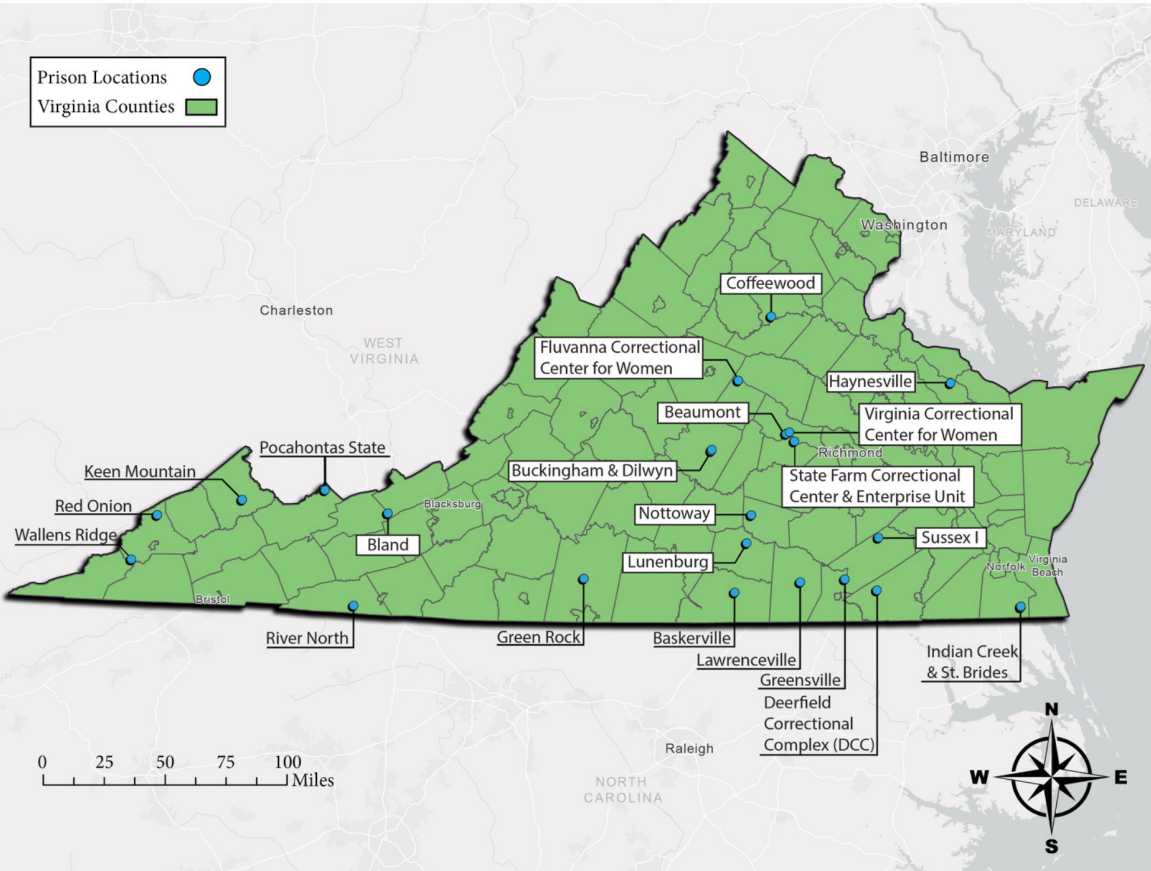 Prison Locations
Virginia Counties
Baltimore
DELAWARE
Washington
MARYLAND
Coffeewood
Charleston
WEST
VIRGINIA
Fluvanna Correctional
Center for Women
Haynesville
Beaumont
Virginia Correctional
Center for Women
Richmond
Pocahontas State
Keen Mountain
Buckingham & Dilwyn
State Farm Correctional
Center & Enterprise Unit
Red Onion
Blacksburg
Nottoway
Wallens Ridge
Bland
Sussex I
Lunenburg
Norfolk
Virginia
Beach
Bristol
River North
Green Rock
Baskerville
Lawrenceville
Greensville
Indian Creek
& St. Brides
Deerfield
Correctional
Complex (DCC)
Raleigh
NORTH
CAROLINA
0 25 50 75 100
Miles
N
W E
S